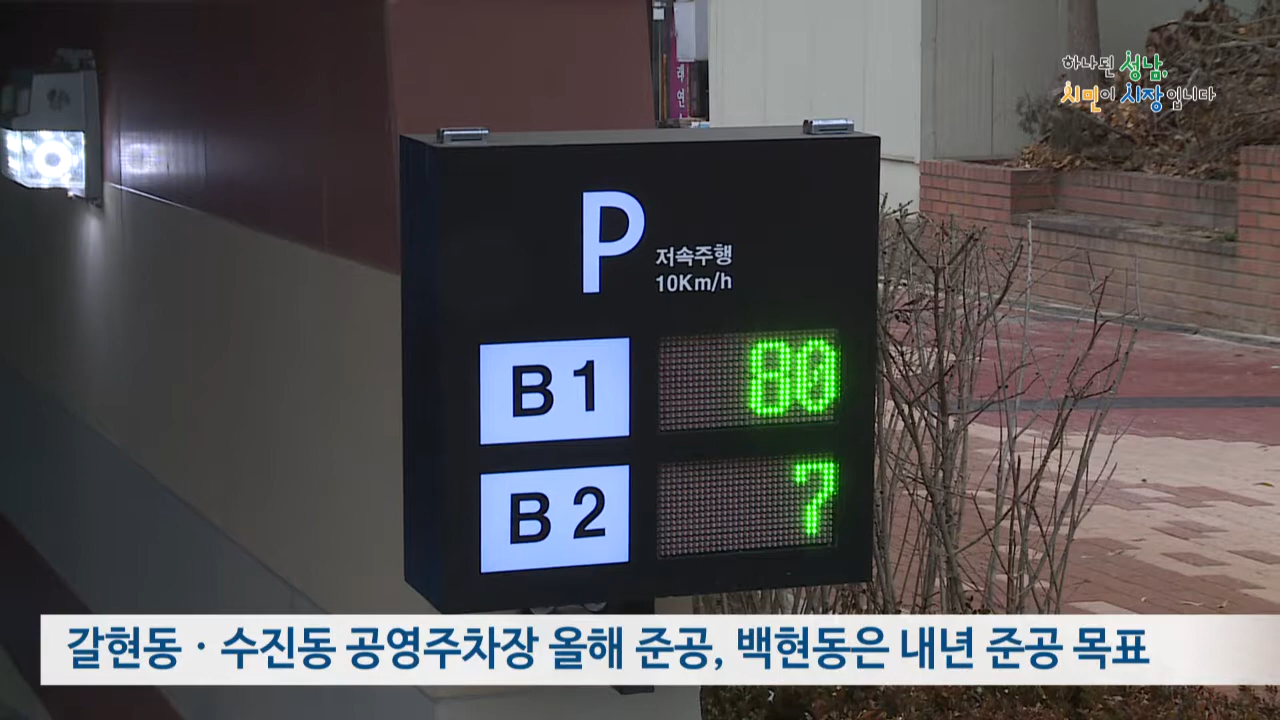 하나된 성남,
시민이 시장입니다
래
연
P
저속주행
10Km/h
B 1
80
B 2
7
갈현동 · 수진동 공영주차장 올해 준공, 백현동은 내년 준공 목표